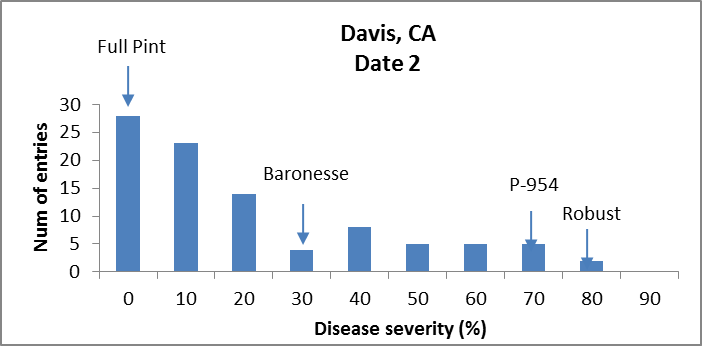 Davis, CA
Date 2
Full Pint
Baronesse
P-954
Robust
Num of entries
30
25
20
15
10
5
0
0 10 20 30 40 50 60 70 80 90
Disease severity (%)